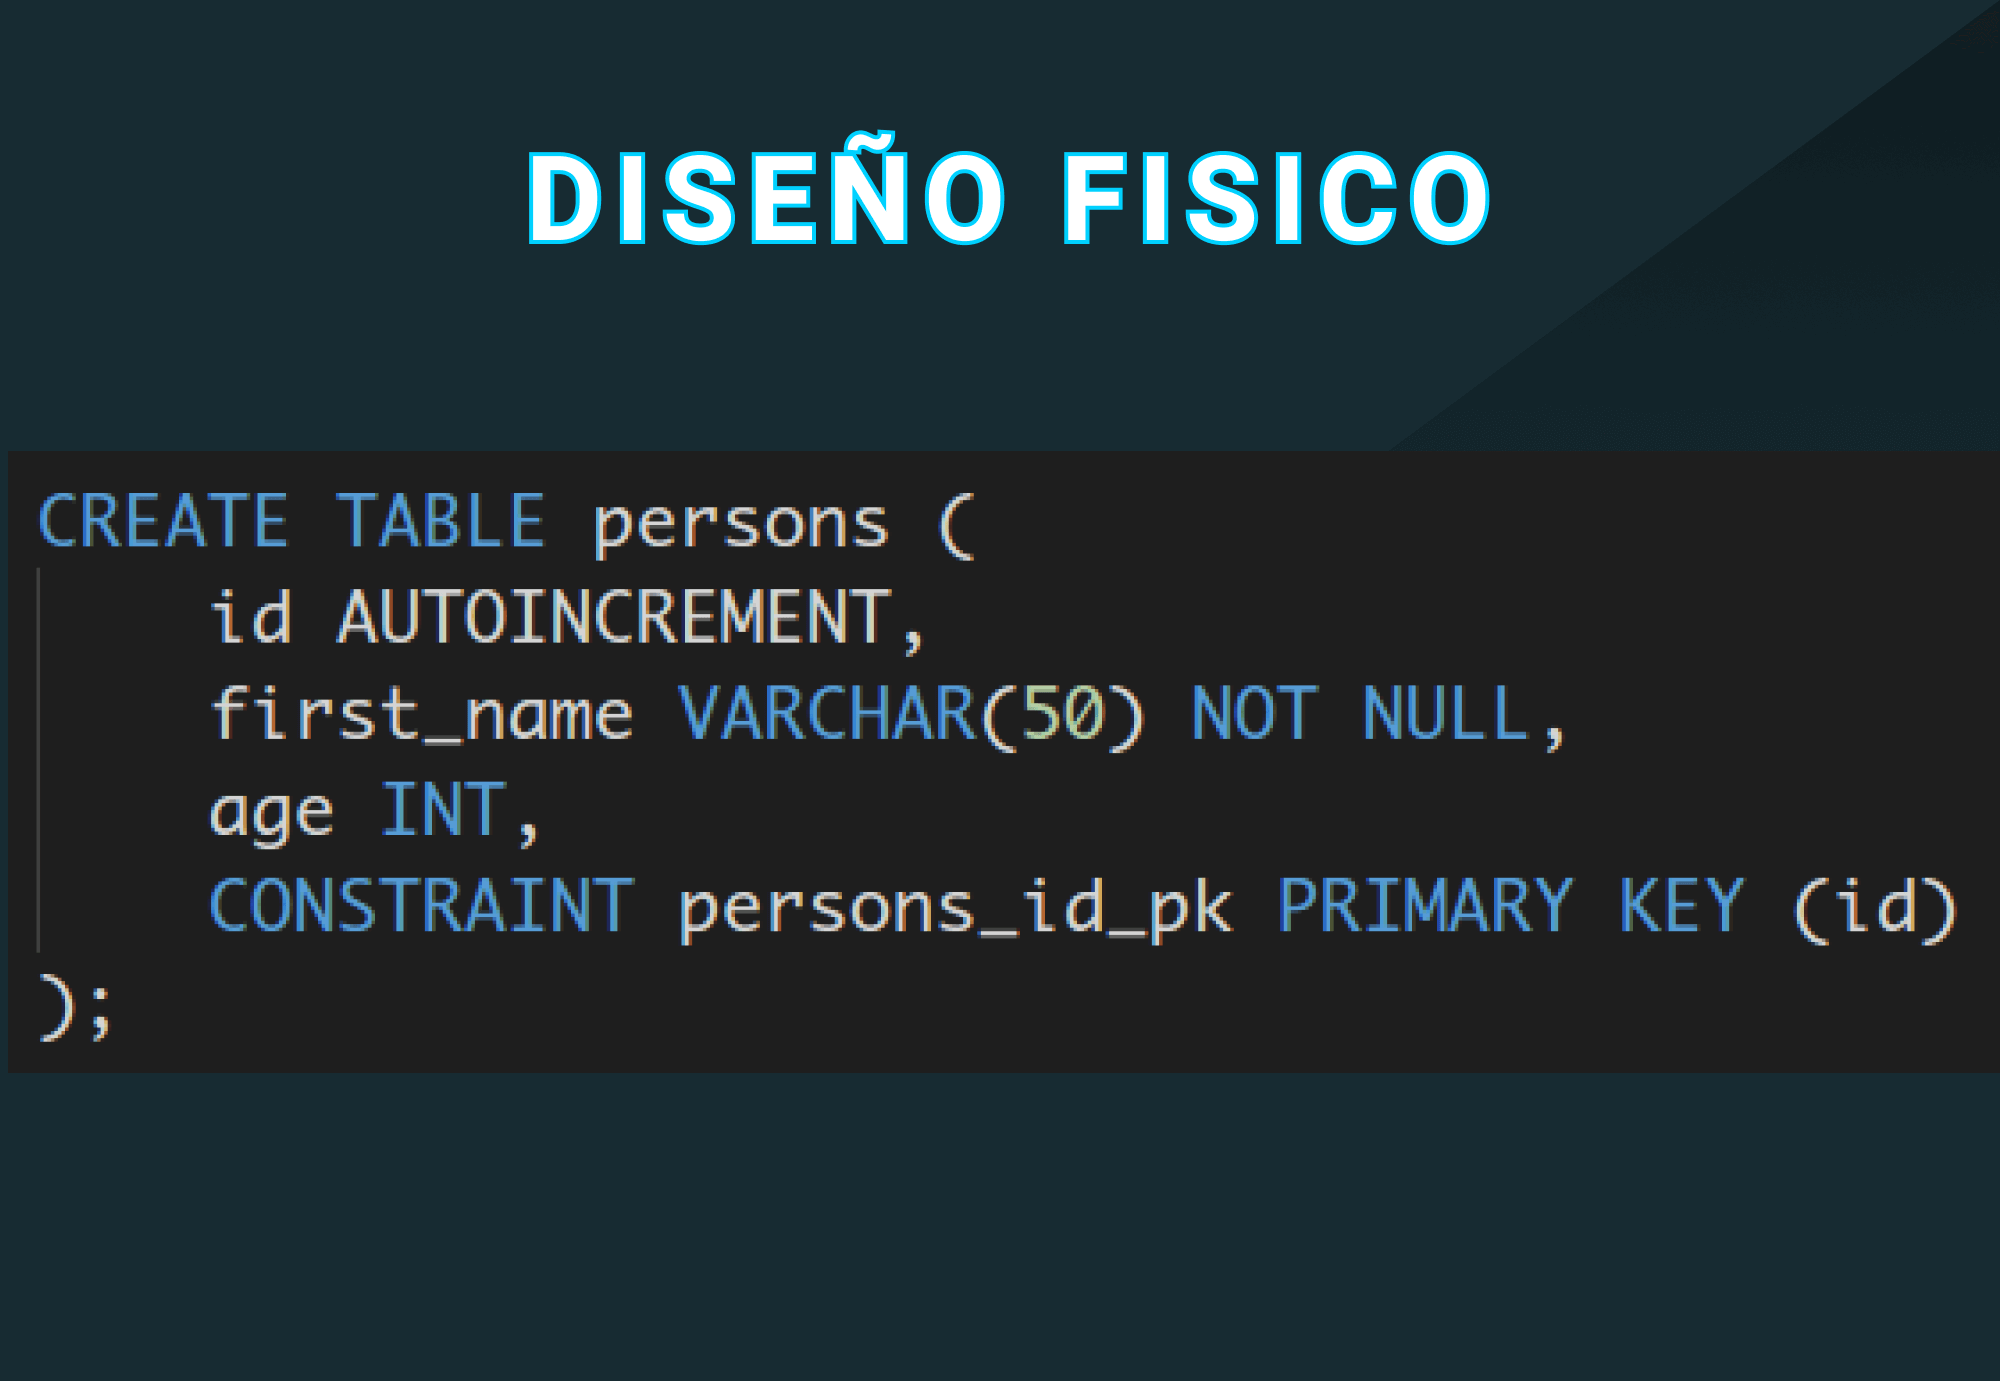 DISEÑO FISICO
CREATE TABLE persons (
    id AUTOINCREMENT,
    first_name VARCHAR(50) NOT NULL,
    age INT,
    CONSTRAINT persons_id_pk PRIMARY KEY (id)
);